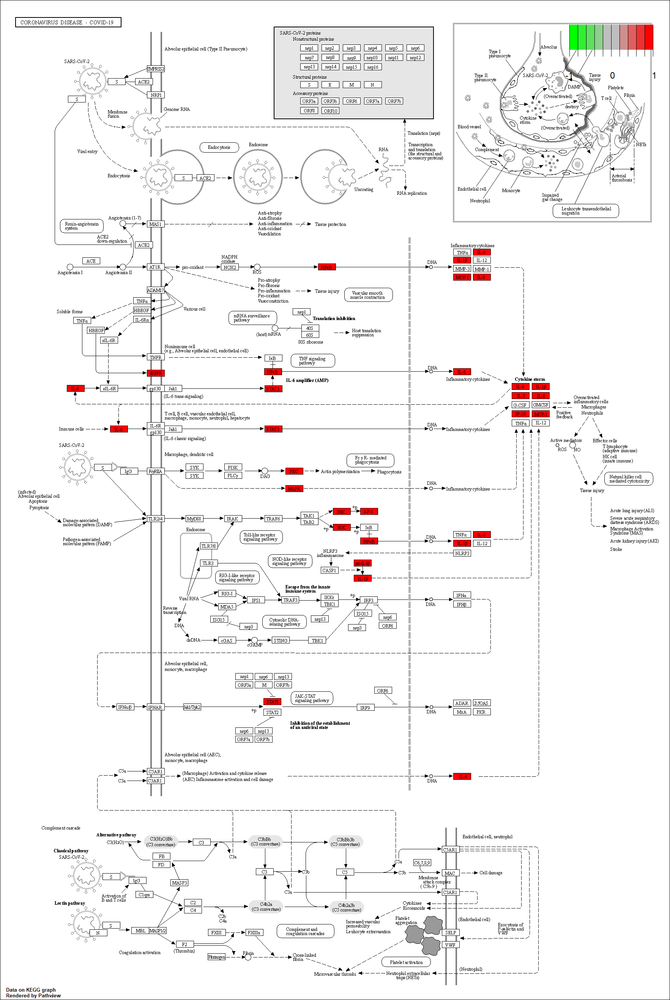 CORONAVIRUS DISEASE - COVID-19
Alveolar epithelial cell (Type II Pneumocyte)
SARS-CoV-2
TMPRSS2
S
ACE2
NRP1
S
Membrane
fusion
Genome RNA
Viral entry
Endocytosis
S
ACE2
Endocytosis
Endosome
Uncoating
RNA
RNA replication
Translation (nsps)
Transcription
and translation
(the structural and
accessory proteins)
SARS-CoV-2 proteins
Nonstructural proteins
nsp1 nsp2 nsp3 nsp4 nsp5 nsp6
nsp7 nsp8 nsp9 nsp10 nsp11 nsp12
nsp13 nsp14 nsp15 nsp16
Structural proteins
S E M N
Accessory proteins
ORF3a ORF3b ORF6 ORF7a ORF7b
ORF8 ORF10
-1 0 1
Alveolus
Type I
pneumocyte
Type II
pneumocyte
SARS-CoV-2
DAMP
(Overactivated)
Tissue
injury
Platelets
Fibrin
T cell
destroy
Cytokine
storm
(Overactivated)
Blood vessel
CO2
O2
NETs
Complement
Endothelial cell
Neutrophil
Monocyte
Impaired
gas change
Arterial
thrombosis
Leukocyte transendothelial
migration
Renin-angiotensin
system
Angiotensin (1-7)
MAS1
Anti-atrophy
Anti-fibrosis
Anti-inflammation
Anti-oxidant
Vasodilation
Tissue protection
ACE2
down-regulation
ACE2
ACE
Angiotensin I
Angiotensin II
AT1R
pro-oxidant
NADPH
oxidase
NOX2
ROS
NFκB
DNA
Inflammatory cytokines
TNFα IL-6
IL-1β IL-12
MMP-3 MMP-1
MCP-1 IL-8
Pro-atrophy
Pro-fibrosis
Pro-inflammation
Pro-oxidant
Vasoconstriction
Tissue injury
Vascular smooth
muscle contraction
ADAM17
TNFα
HBEGF
IL-6Rα
Various cell
Soluble forms
TNFα
HBEGF
sIL-6R
mRNA surveillance
pathway
nsp1
Translation inhibition
(host) mRNA
40S
60S
80S ribosome
Host translation
suppression
Nonimmune cell
(e.g., Alveolar epithelial cell, endothelial cell)
TNFR
IκB
TNF signaling
pathway
EGFR
NFκB
DNA
IL-6
Inflammatory cytokines
IL-6 amplifier (AMP)
IL-6
sIL-6R
gp130
Jak1
STAT3
(IL-6 trans-signaling)
Cytokine storm
IL-6 IL-1β
IL-2 IL-8
G-CSF GM-CSF
IP-10 MCP-1
TNFα IL-12
Positive
feedback
Overactivated
inflammatory cells
Macrophages
Neutrophils
T cell, B cell, vascular endothelial cell,
macrophage, monocyte, neutrophil, hepatocyte
Immune cells
IL-6
IL-6R
gp130
Jak1
STAT3
DNA
Inflammatory cytokines
(IL-6 classic signaling)
Active mediators
ROS
NO
Effector cells
T lymphocyte
(adaptive immune)
NK cell
(innate immune)
Natural killer cell
mediated cytotoxicity
Tissue injury
Acute lung injury (ALI)
Severe acute respiratory
distress syndrome (ARDS)
Macrophage Activation
Syndrome (MAS)
Acute kidney injury (AKI)
Stroke
SARS-CoV-2
S
IgG
Macrophage, dendritic cell
FcγRIIA
SYK
SYK
PI3K
PLCγ
DAG
PKC
Actin polymerization
Phagocytosis
Fc γ R- mediated
phagocytosis
MAPK
DNA
Inflammatory cytokines
(infected)
Alveolar epithelial cell
Apoptosis
Pyroptosis
Damage-associated
molecular pattern (DAMP)
Pathogen-associated
molecular pattern (PAMP)
TLR2/4
MyD88
IRAK
TRAF6
TAK1
TAB2
JNK
+p
AP-1
+p
IKK
+p
IκB
NFκB
DNA
TNFα IL-6
IL-1β IL-12
NLRP3
Endosome
TLR7/8
TLR3
Toll-like receptor
signaling pathway
NOD-like receptor
signaling pathway
NLRP3
inflammasome
CASP1
pro-IL-1β
IL-1β
RIG-I-like receptor
signaling pathway
Escape from the innate
immune system
Viral RNA
RIG-I
MDA5
IPS1
TRAF3
IKKε
TBK1
+p
IRF3
DNA
IFNα
IFNβ
Reverse
transcription
DNA
ISG15
nsp3
Cytosolic DNA-
sensing pathway
nsp13
ISG15
nsp3
nsp6
ORF6
dsDNA
cGAS
cGAMP
STING
TBK1
Alveolar epithelial cell,
monocyte, macrophage
nsp1 nsp6 nsp13
ORF3a M ORF7b
IFNα/β
IFNAR
Jak1/Tyk2
+p
STAT1
STAT2
JAK-STAT
signaling pathway
ORF6
IRF9
DNA
ADAR 2-5'OAS
MxA PKR
nsp6 nsp13
ORF7a ORF7b
Inhibition of the establishment
of an antiviral state
Alveolar epithelial cell (AEC),
monocyte, macrophage
C5a
C3a
C5AR1
C3AR1
(Macrophage) Activation and cytokine release
(AEC) Inflammasome activation and cell damage
DNA
IL-6
Complement cascade
Alternative pathway
C3(H2O)
C3(H2O)Bb
(C3 convertase)
C3
C3a
C3bBb
(C3 convertase)
C3bBb3b
(C5 convertase)
FB
FD
Classical pathway
SARS-CoV-2
S
IgG
Activation of
B and T cells
C1qrs
MASP3
C3
C3b
C3a
C5
C5a
C5b
C6,7,8,9
Membrane
attack complex
( C5b-9 )
Endothelial cell, neutrophil
C5AR1
MAC
Cell damage
C3AR1
Lectin pathway
S
N
MBL MASP1/2
C2
C4
C2b
C4a
C4b2a
(C3 convertase)
C4b2a3b
(C5 convertase)
Cytokines
Eicosanoids
Increased vascular
permeability
Leukocyte extravasation
Platelet
aggregation
(Endothelial cell)
SELP
VWF
Exocytosis of
P-selectin and
VWF
Coagulation activation
F2
(Thrombin)
FXIII
FXIIIa
Fibrinogen
Fibrin
Cross-linked
fibrin
Complement and
coagulation cascades
Platelet activation
Microvascular thrombi
Neutrophil extracellular
traps (NETs)
(Neutrophil)
Data on KEGG graph
Rendered by Pathview